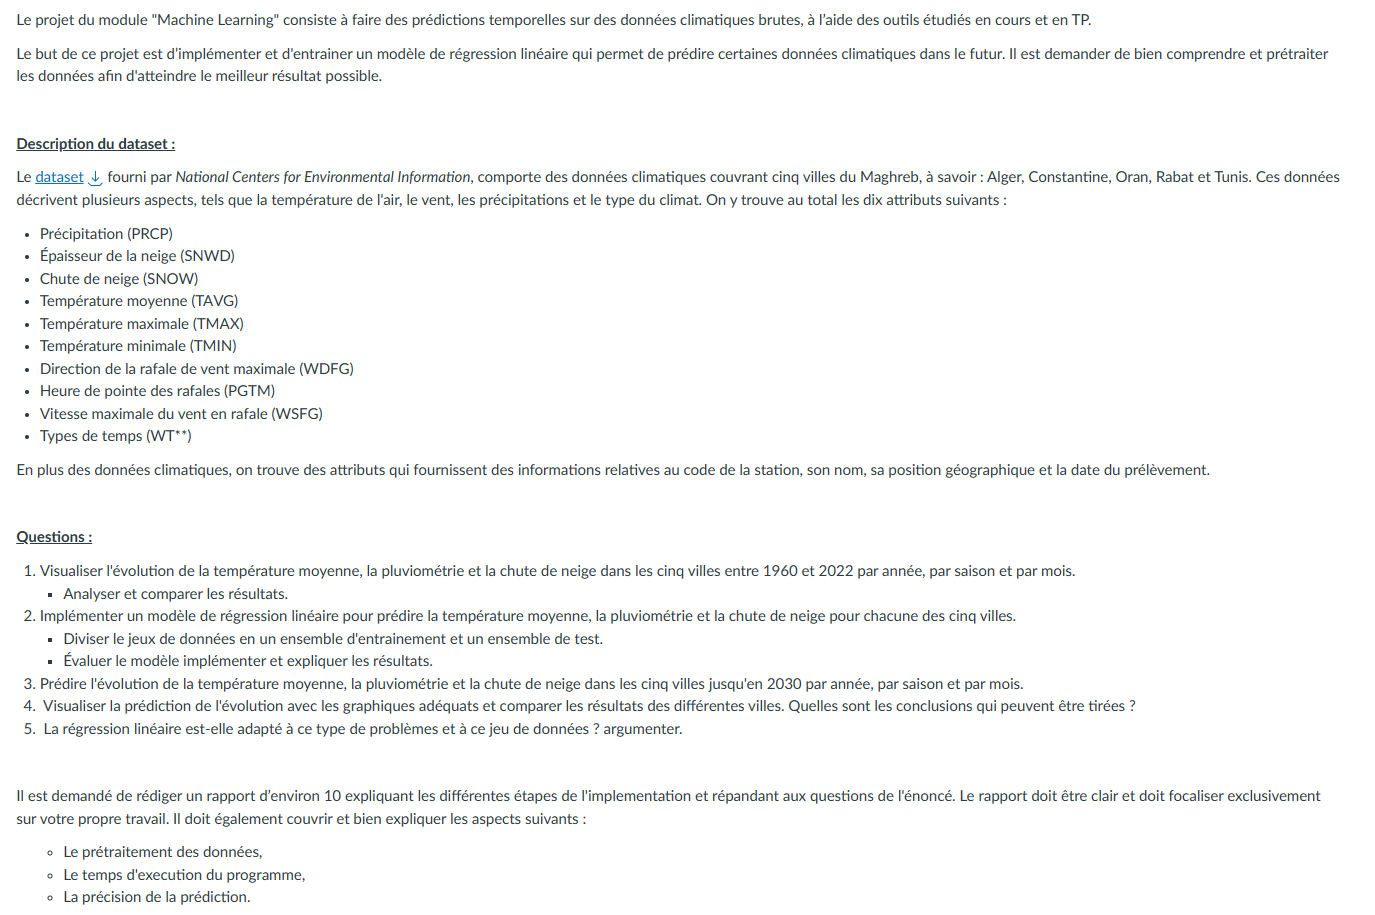 Le projet du module "Machine Learning" consiste à faire des prédictions temporelles sur des données climatiques brutes, à l’aide des outils étudiés en cours et en TP.
Le but de ce projet est d’implémenter et d'entrainer un modèle de régression linéaire qui permet de prédire certaines données climatiques dans le futur. Il est demander de bien comprendre et prétraiter
les données afin d'atteindre le meilleur résultat possible.
Description du dataset :
Le dataset fourni par National Centers for Environmental Information, comporte des données climatiques couvrant cinq villes du Maghreb, à savoir : Alger, Constantine, Oran, Rabat et Tunis. Ces données
décrivent plusieurs aspects, tels que la température de l'air, le vent, les précipitations et le type du climat. On y trouve au total les dix attributs suivants :
• Précipitation (PRCP)
• Épaisseur de la neige (SNWD)
• Chute de neige (SNOW)
• Température moyenne (TAVG)
• Température maximale (TMAX)
• Température minimale (TMIN)
• Direction de la rafale de vent maximale (WDFG)
• Heure de pointe des rafales (PGTM)
• Vitesse maximale du vent en rafale (WSFG)
• Types de temps (WT**)
En plus des données climatiques, on trouve des attributs qui fournissent des informations relatives au code de la station, son nom, sa position géographique et la date du prélèvement.
Questions :
1. Visualiser l'évolution de la température moyenne, la pluviométrie et la chute de neige dans les cinq villes entre 1960 et 2022 par année, par saison et par mois.
▪ Analyser et comparer les résultats.
2. Implémenter un modèle de régression linéaire pour prédire la température moyenne, la pluviométrie et la chute de neige pour chacune des cinq villes.
▪ Diviser le jeux de données en un ensemble d'entrainement et un ensemble de test.
▪ Évaluer le modèle implémenter et expliquer les résultats.
3. Prédire l'évolution de la température moyenne, la pluviométrie et la chute de neige dans les cinq villes jusqu'en 2030 par année, par saison et par mois.
4. Visualiser la prédiction de l'évolution avec les graphiques adéquats et comparer les résultats des différentes villes. Quelles sont les conclusions qui peuvent être tirées ?
5. La régression linéaire est-elle adapté à ce type de problèmes et à ce jeu de données ? argumenter.
Il est demandé de rédiger un rapport d’environ 10 expliquant les différentes étapes de l'implementation et répandant aux questions de l'énoncé. Le rapport doit être clair et doit focaliser exclusivement
sur votre propre travail. Il doit également couvrir et bien expliquer les aspects suivants :
◦ Le prétraitement des données,
◦ Le temps d'execution du programme,
◦ La précision de la prédiction.